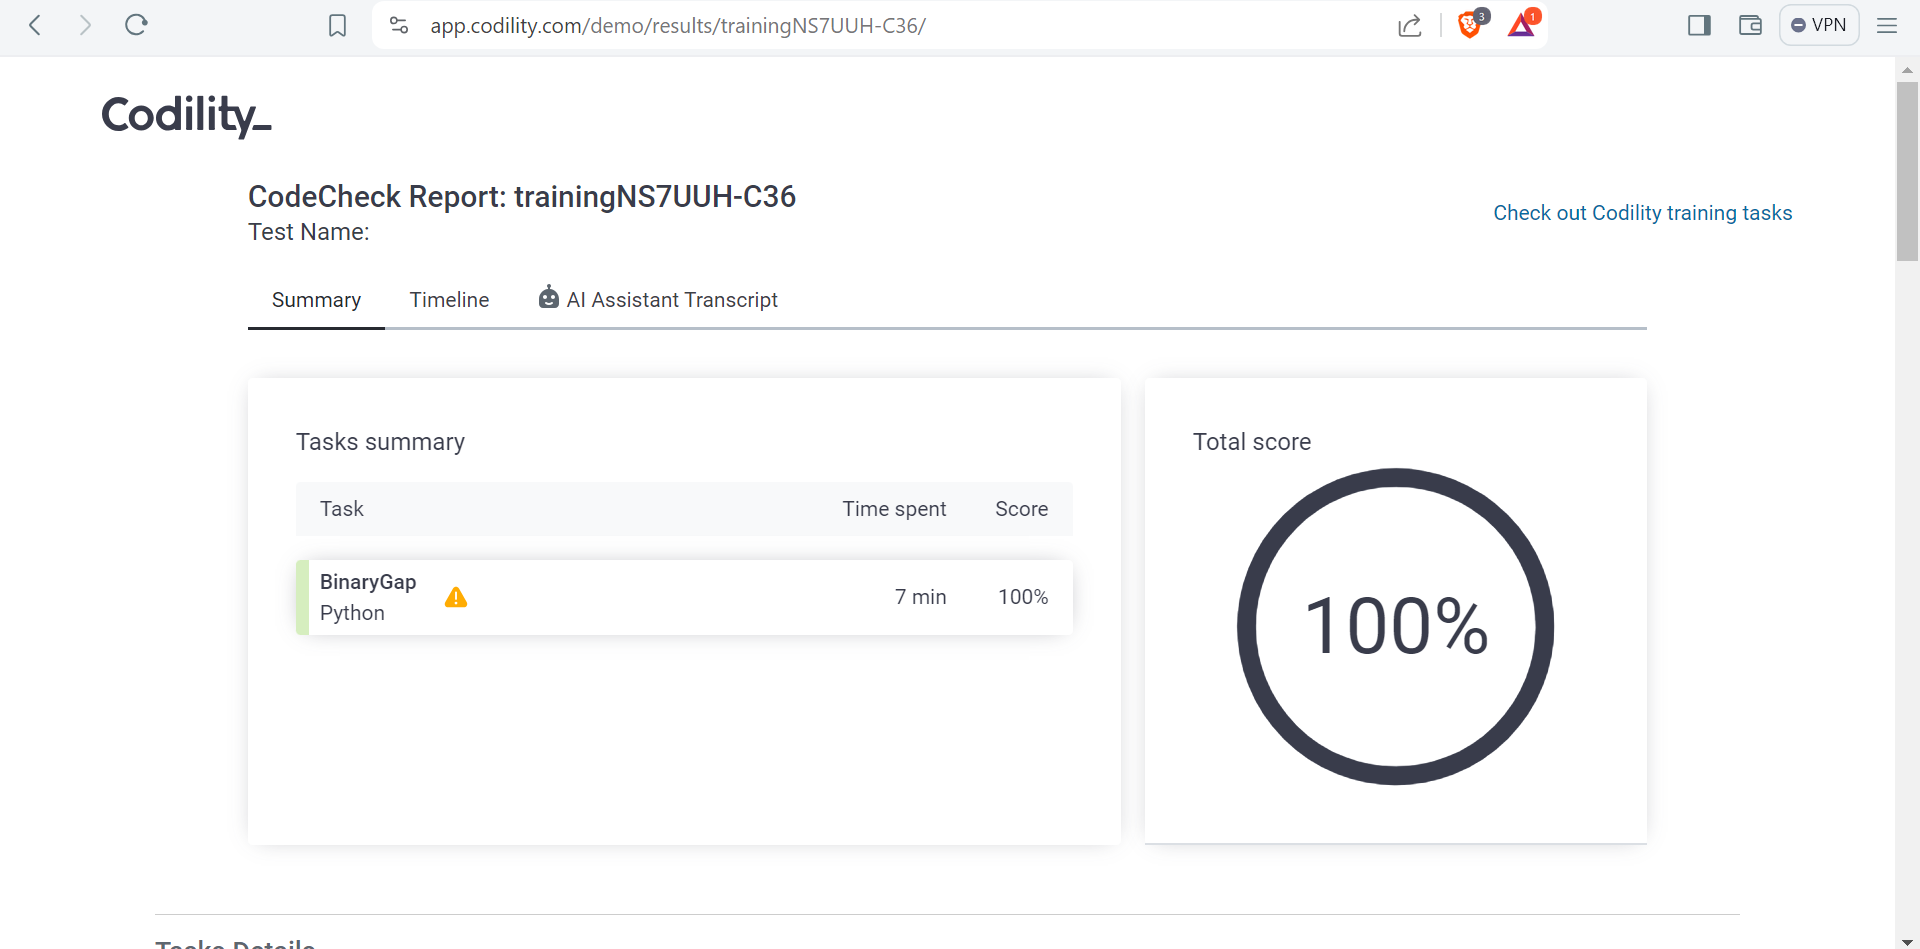 app.codility.com/demo/results/trainingNS7UUH-C36/
3
1
VPN
Codility_
CodeCheck Report: trainingNS7UUH-C36
Test Name:
Check out Codility training tasks
Summary
Timeline
AI Assistant Transcript
Tasks summary
Task Time spent Score
BinaryGap
Python
7 min 100%
Total score
100%
Tasks Details